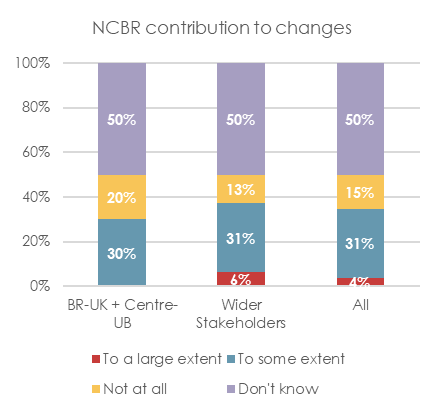 NCBR contribution to changes
100%
80%
60%
40%
20%
0%
50%
50%
50%
20%
13%
15%
30%
31%
31%
6%
4%
BR-UK + Centre-
UB
Wider
Stakeholders
All
To a large extent
To some extent
Not at all
Don't know